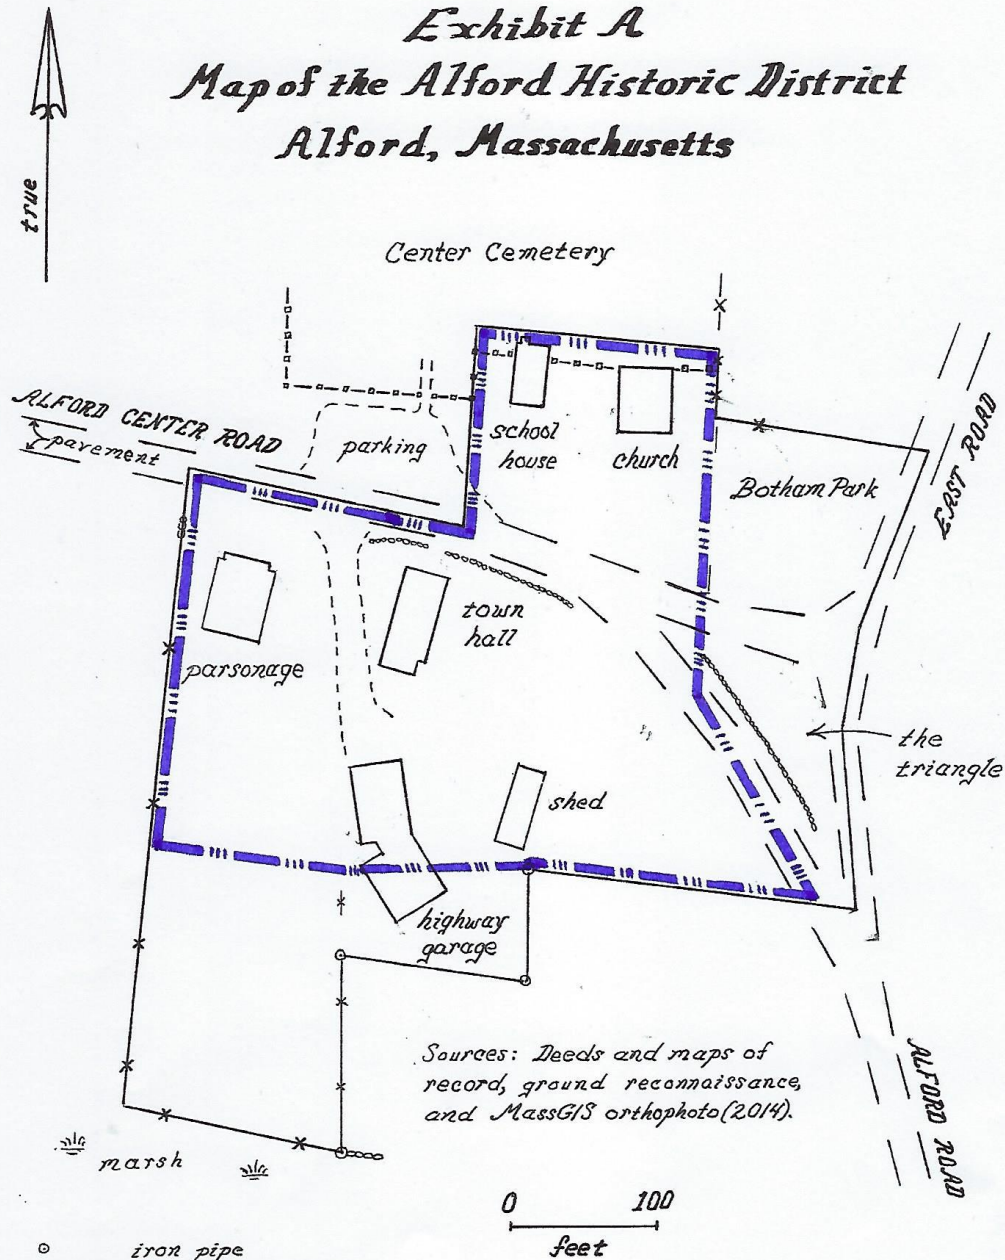 Exhibit A
Map of the Alford Historic District
Alford, Massachusetts
true
Center Cemetery
ALFORD CENTER ROAD
pavement
parking
school
house
church
Botham Park
EAST ROAD
parsonage
town
hall
the
triangle
shed
highway
garage
Sources: Deeds and maps of
record, ground reconnaissance,
and MassGIS orthophoto (2014).
ALFORD ROAD
marsh
0 100
feet
iron pipe